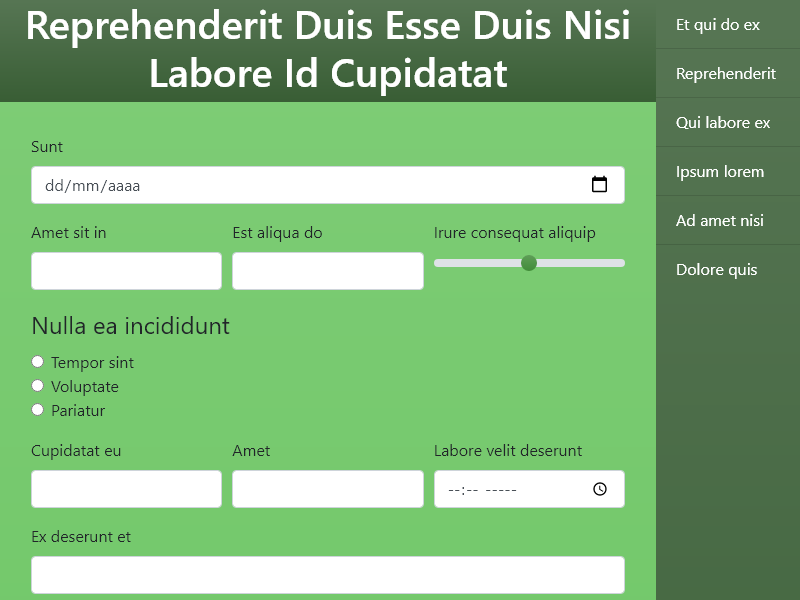 Reprehenderit Duis Esse Duis Nisi
Labore Id Cupidatat
Et qui do ex
Reprehenderit
Qui labore ex
Ipsum lorem
Ad amet nisi
Dolore quis
Sunt
dd/mm/aaaa
Amet sit in
Est aliqua do
Irure consequat aliquip
Nulla ea incididunt
Tempor sint
Voluptate
Pariatur
Cupidatat eu
Amet
Labore velit deserunt
--:-- -----
Ex deserunt et